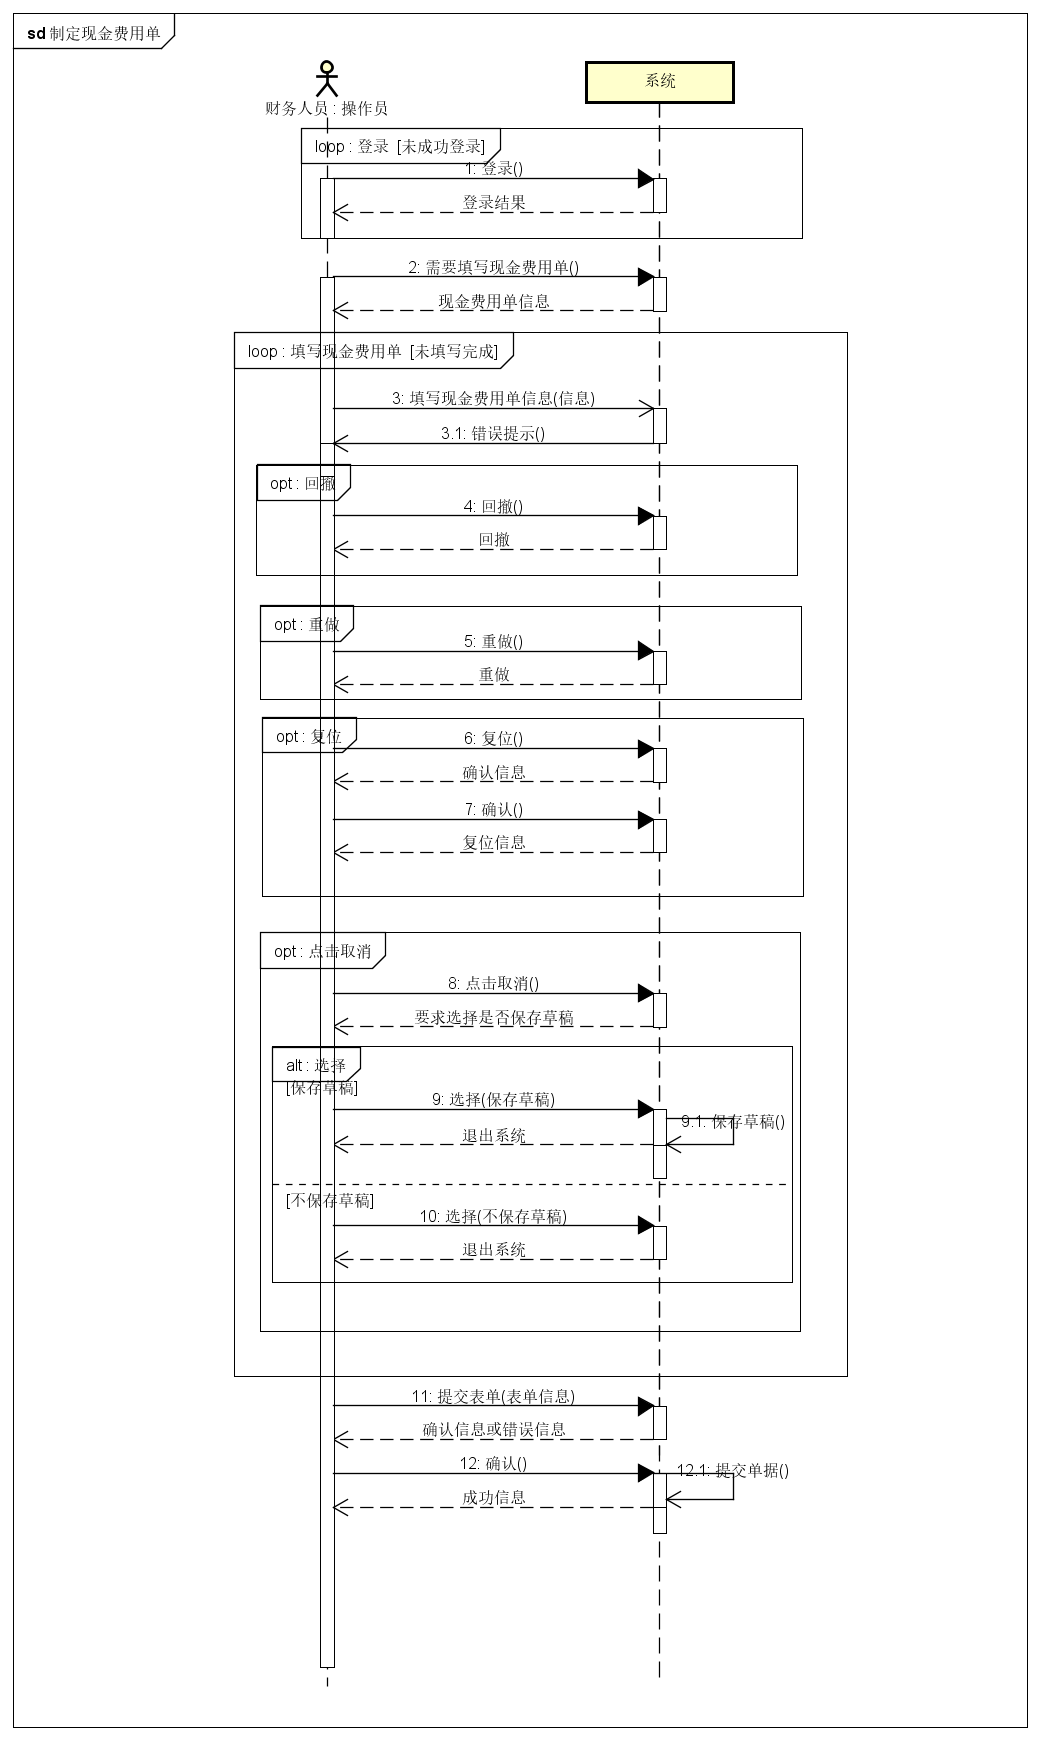 sd 制定现金费用单
系统
财务人员 : 操作员
loop : 登录 [未成功登录]
1: 登录()
登录结果
2: 需要填写现金费用单()
现金费用单信息
loop : 填写现金费用单 [未填写完成]
3: 填写现金费用单信息(信息)
3.1: 错误提示()
opt : 回撤
4: 回撤()
回撤
opt : 重做
5: 重做()
重做
opt : 复位
6: 复位()
确认信息
7: 确认()
复位信息
opt : 点击取消
8: 点击取消()
要求选择是否保存草稿
alt : 选择
[保存草稿]
9: 选择(保存草稿)
9.1: 保存草稿()
退出系统
[不保存草稿]
10: 选择(不保存草稿)
退出系统
11: 提交表单(表单信息)
确认信息或错误信息
12: 确认()
12.1: 提交单据()
成功信息